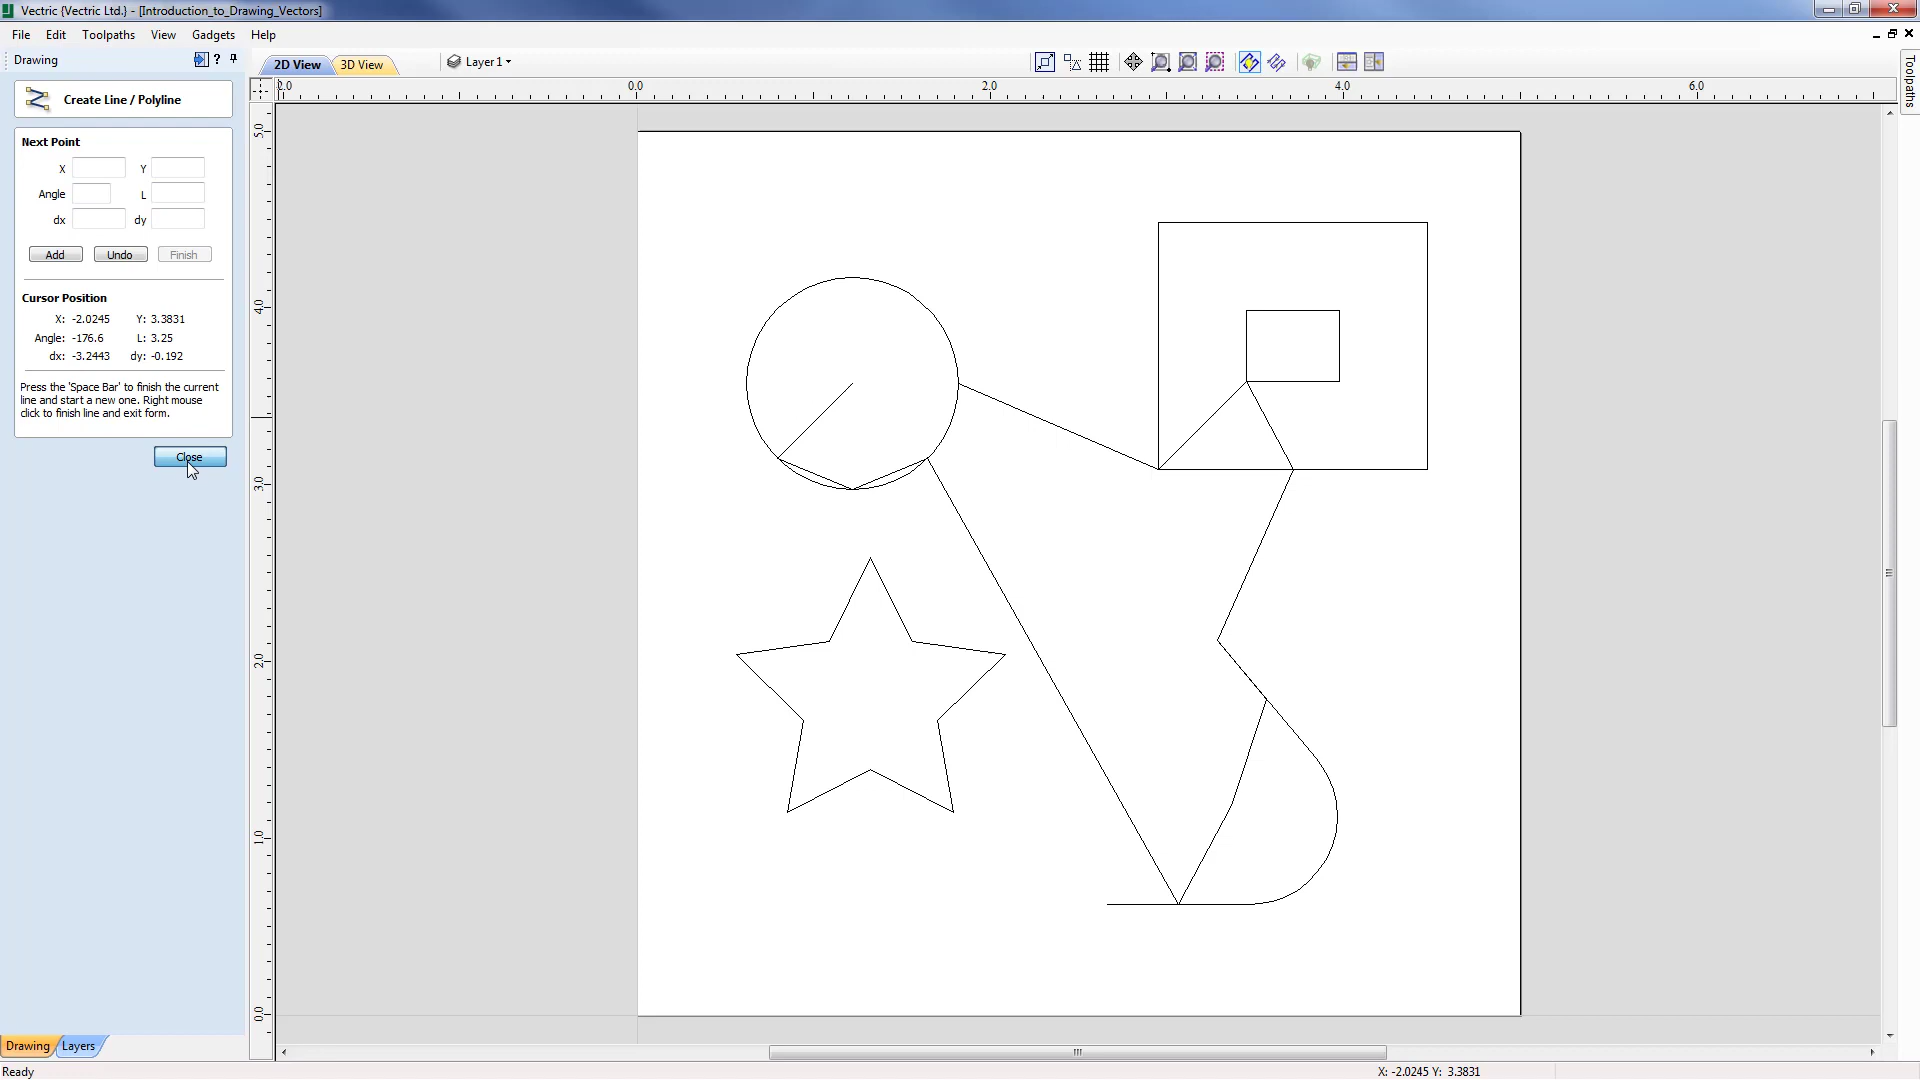 Vectric {Vectric Ltd.} - [Introduction_to_Drawing_Vectors]
File Edit Toolpaths View Gadgets Help
Drawing
2D View 3D View Layer 1
Create Line / Polyline
Next Point
X Y
Angle L
dx dy
Add Undo Finish
Cursor Position
X: -2.0245 Y: 3.3831
Angle: -176.6 L: 3.25
dx: -3.2443 dy: -0.192
Press the 'Space Bar' to finish the current
line and start a new one. Right mouse
click to finish line and exit form.
Close
2.0 0.0 2.0 4.0 6.0
5.0
4.0
3.0
2.0
1.0
0.0
Toolpaths
Drawing Layers
Ready
X: -2.0245 Y: 3.3831